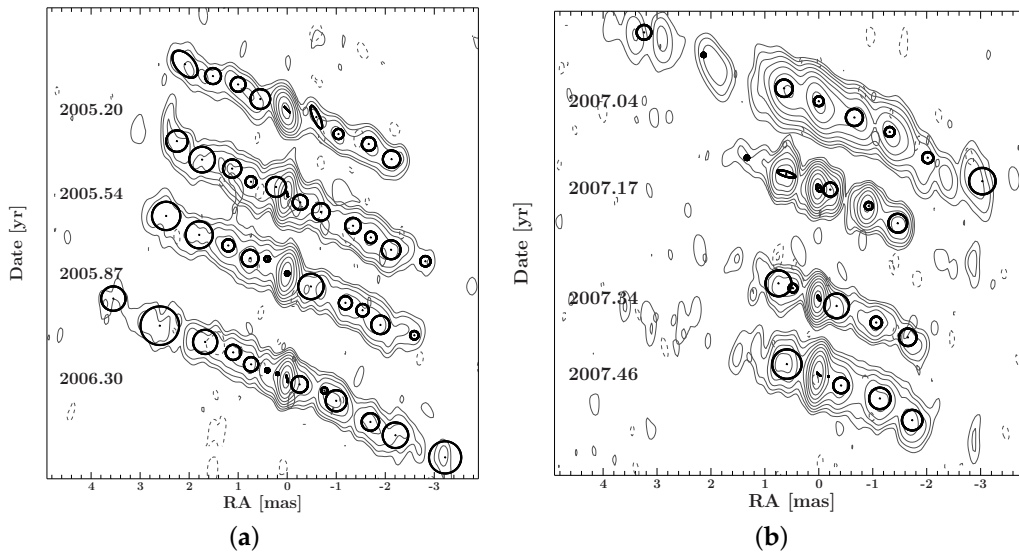 Date [yr]
2005.20
2005.54
2005.87
2006.30
4 3 2 1 0 -1 -2 -3
RA [mas]
(a)
Date [yr]
2007.04
2007.17
2007.34
2007.46
4 3 2 1 0 -1 -2 -3
RA [mas]
(b)